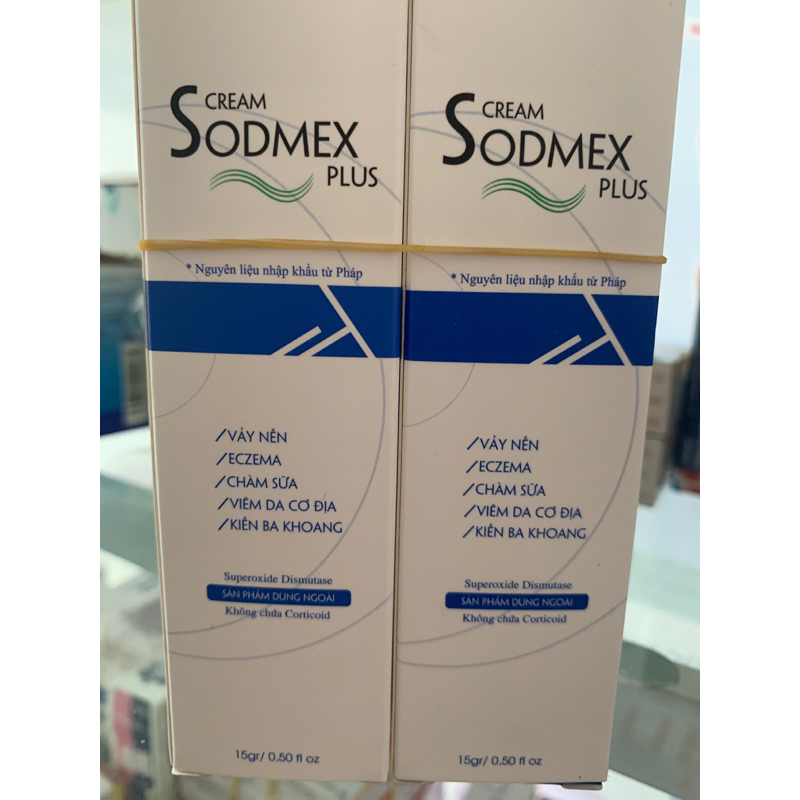 CREAM
SODMEX
PLUS
* Nguyên liệu nhập khẩu từ Pháp
/VẢY NẾN
/ECZEMA
/CHÀM SỮA
/VIÊM DA CƠ ĐỊA
/KIẾN BA KHOANG
Superoxide Dismutase
SẢN PHẨM DÙNG NGOÀI
Không chứa Corticoid
15gr/ 0.50 fl oz
CREAM
SODMEX
PLUS
* Nguyên liệu nhập khẩu từ Pháp
/VẢY NẾN
/ECZEMA
/CHÀM SỮA
/VIÊM DA CƠ ĐỊA
/KIẾN BA KHOANG
Superoxide Dismutase
SẢN PHẨM DÙNG NGOÀI
Không chứa Corticoid
15gr/ 0.50 fl oz